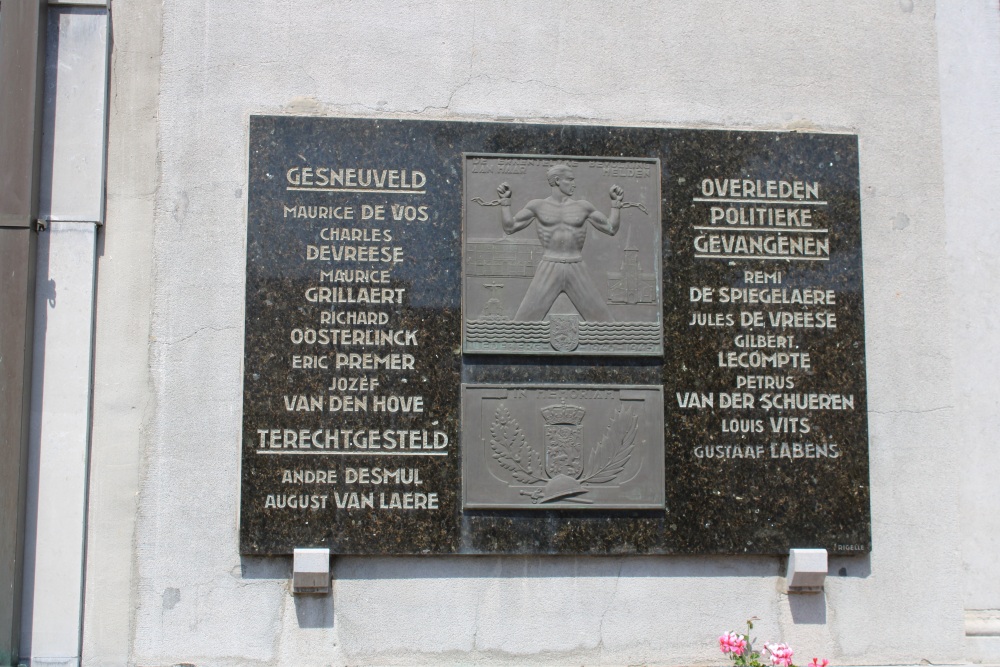 GESNEUVELD
MAURICE DE VOS
CHARLES
DEVREESE
MAURICE
GRILLAERT
RICHARD
OOSTERLINCK
ERIC PREMER
JOZÉF
VAN DEN HOVE
TERECHTGESTELD
ANDRE DESMUL
AUGUST VAN LAERE
HELDEN
IN MEMORIAM
OVERLEDEN
POLITIEKE
GEVANGENEN
REMI
DE SPIEGELAERE
JULES DE VREESE
GILBERT.
LECOMPTE
PETRUS
VAN DER SCHUEREN
LOUIS VITS
GUSTAAF LABENS